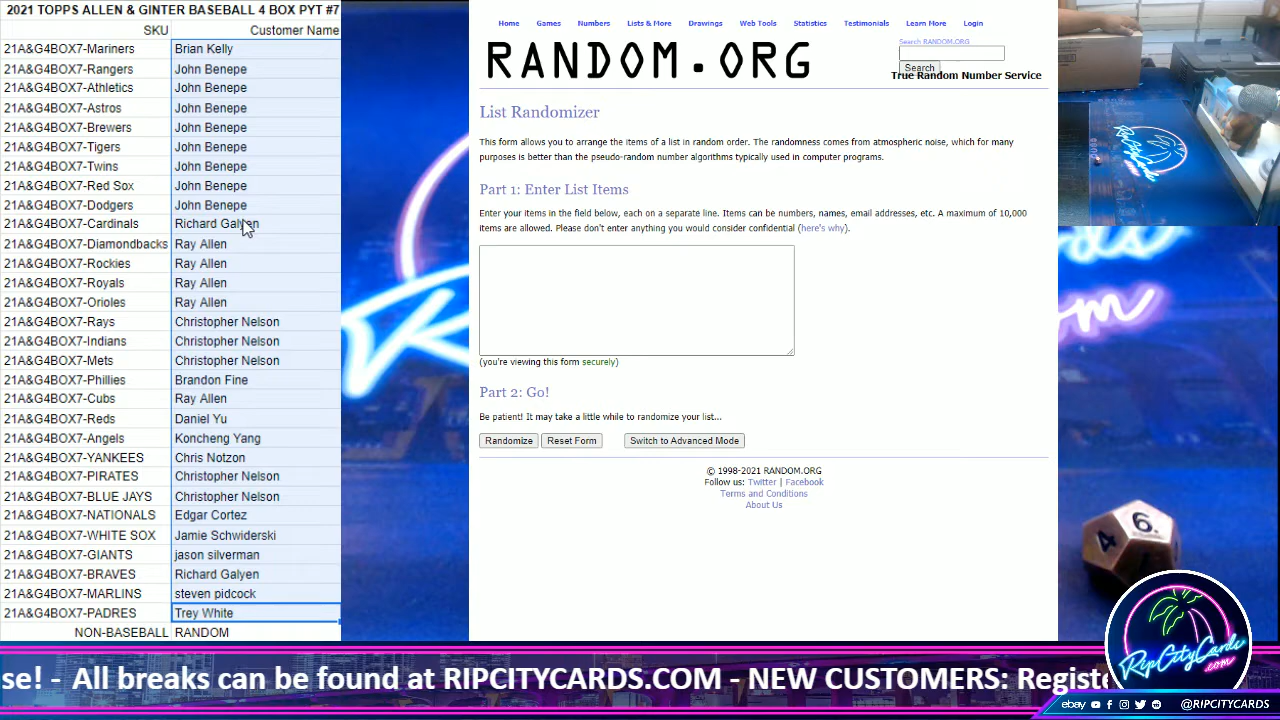 2021 TOPPS ALLEN & GINTER BASEBALL 4 BOX PYT #7
SKU Customer Name
21A&G4BOX7-Mariners Brian Kelly
21A&G4BOX7-Rangers John Benepe
21A&G4BOX7-Athletics John Benepe
21A&G4BOX7-Astros John Benepe
21A&G4BOX7-Brewers John Benepe
21A&G4BOX7-Tigers John Benepe
21A&G4BOX7-Twins John Benepe
21A&G4BOX7-Red Sox John Benepe
21A&G4BOX7-Dodgers John Benepe
21A&G4BOX7-Cardinals Richard Galyen
21A&G4BOX7-Diamondbacks Ray Allen
21A&G4BOX7-Rockies Ray Allen
21A&G4BOX7-Royals Ray Allen
21A&G4BOX7-Orioles Ray Allen
21A&G4BOX7-Rays Christopher Nelson
21A&G4BOX7-Indians Christopher Nelson
21A&G4BOX7-Mets Christopher Nelson
21A&G4BOX7-Phillies Brandon Fine
21A&G4BOX7-Cubs Ray Allen
21A&G4BOX7-Reds Daniel Yu
21A&G4BOX7-Angels Koncheng Yang
21A&G4BOX7-YANKEES Chris Notzon
21A&G4BOX7-PIRATES Christopher Nelson
21A&G4BOX7-BLUE JAYS Christopher Nelson
21A&G4BOX7-NATIONALS Edgar Cortez
21A&G4BOX7-WHITE SOX Jamie Schwiderski
21A&G4BOX7-GIANTS jason silverman
21A&G4BOX7-BRAVES Richard Galyen
21A&G4BOX7-MARLINS steven pidcock
21A&G4BOX7-PADRES Trey White
NON-BASEBALL RANDOM
Home Games Numbers Lists & More Drawings Web Tools Statistics Testimonials Learn More Login
RANDOM.ORG
Search RANDOM.ORG
Search
True Random Number Service
List Randomizer
This form allows you to arrange the items of a list in random order. The randomness comes from atmospheric noise, which for many
purposes is better than the pseudo-random number algorithms typically used in computer programs.
Part 1: Enter List Items
Enter your items in the field below, each on a separate line. Items can be numbers, names, email addresses, etc. A maximum of 10,000
items are allowed. Please don't enter anything you would consider confidential (here's why).
(you're viewing this form securely)
Part 2: Go!
Be patient! It may take a little while to randomize your list...
Randomize Reset Form Switch to Advanced Mode
© 1998-2021 RANDOM.ORG
Follow us: Twitter | Facebook
Terms and Conditions
About Us
4 6.
se! - All breaks can be found at RIPCITYCARDS.COM - NEW CUSTOMERS: Registe
RipCityCards
.com
ebay @RIPCITYCARDS